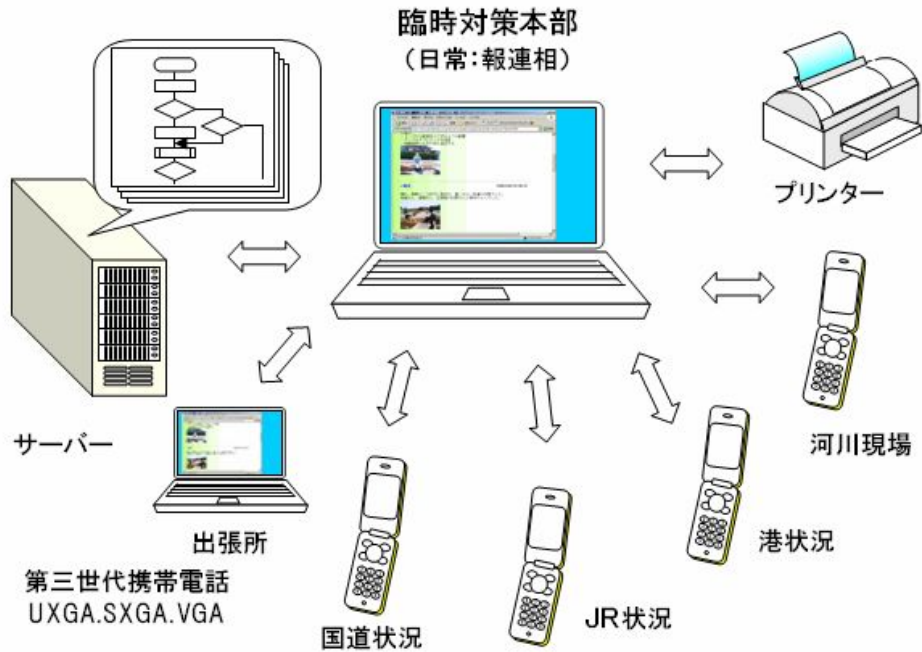 臨時対策本部
（日常：報連相）
プリンター
サーバー
河川現場
出張所
港状況
第三世代携帯電話
UXGA.SXGA.VGA
国道状況
JR状況